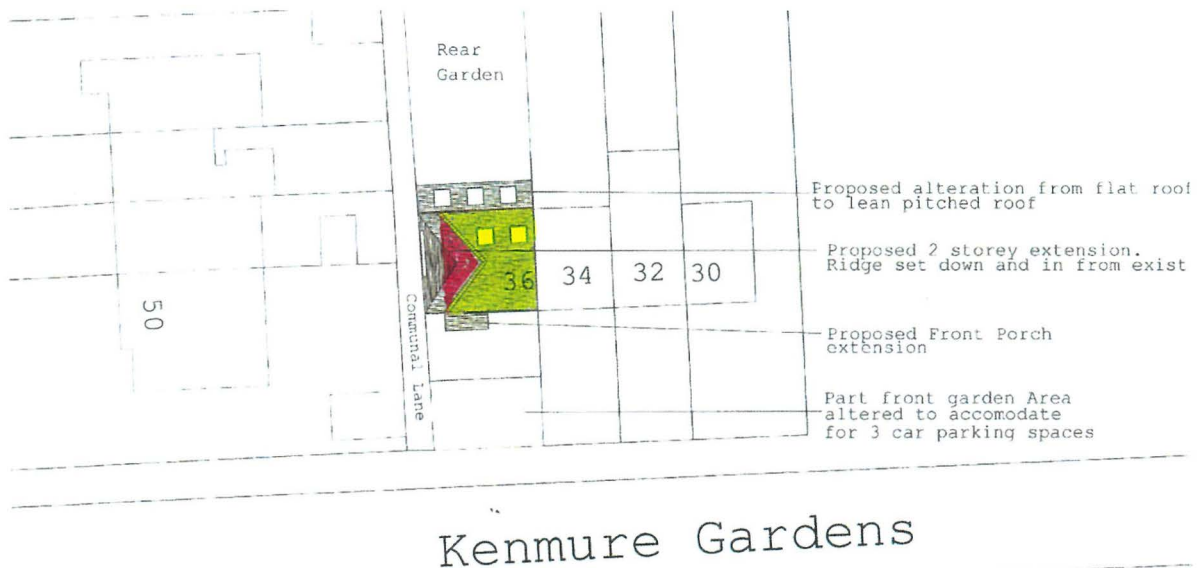 Rear
Garden
Proposed alteration from flat roof
to lean pitched roof
Proposed 2 storey extension.
Ridge set down and in from exist
36
34
32
30
50
Communal Lane
Proposed Front Porch
extension
Part front garden Area
altered to accomodate
for 3 car parking spaces
Kenmure Gardens